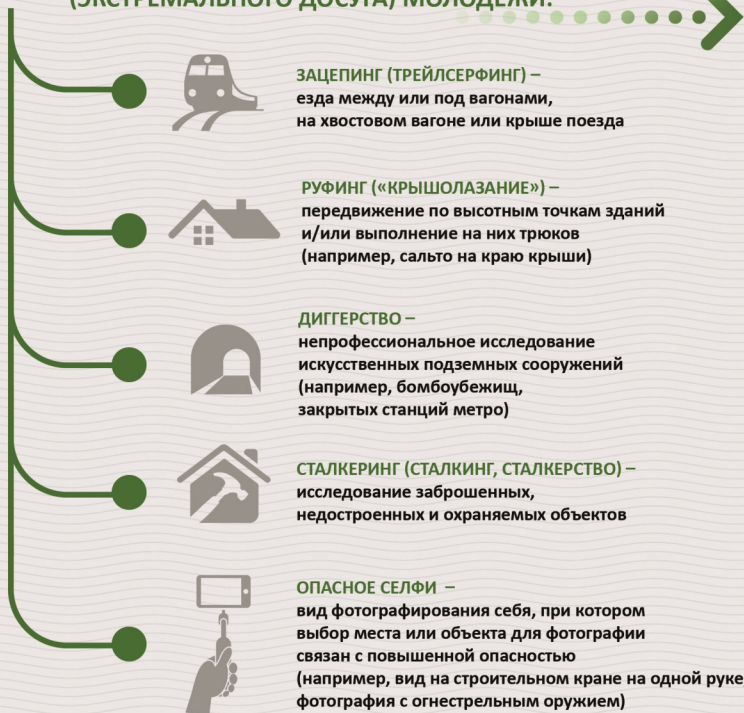 (ЭКСТРЕМАЛЬНОГО ДОСУГА) МОЛОДЕЖИ:
ЗАЦЕПИНГ (ТРЕЙЛСЕРФИНГ) –
езда между или под вагонами,
на хвостовом вагоне или крыше поезда
РУФИНГ («КРЫШОЛАЗАНИЕ») –
передвижение по высотным точкам зданий
и/или выполнение на них трюков
(например, сальто на краю крыши)
ДИГГЕРСТВО –
непрофессиональное исследование
искусственных подземных сооружений
(например, бомбоубежищ,
закрытых станций метро)
СТАЛКЕРИНГ (СТАЛКИНГ, СТАЛКЕРСТВО) –
исследование заброшенных,
недостроенных и охраняемых объектов
ОПАСНОЕ СЕЛФИ –
вид фотографирования себя, при котором
выбор места или объекта для фотографии
связан с повышенной опасностью
(например, вид на строительном кране на одной руке
фотография с огнестрельным оружием)